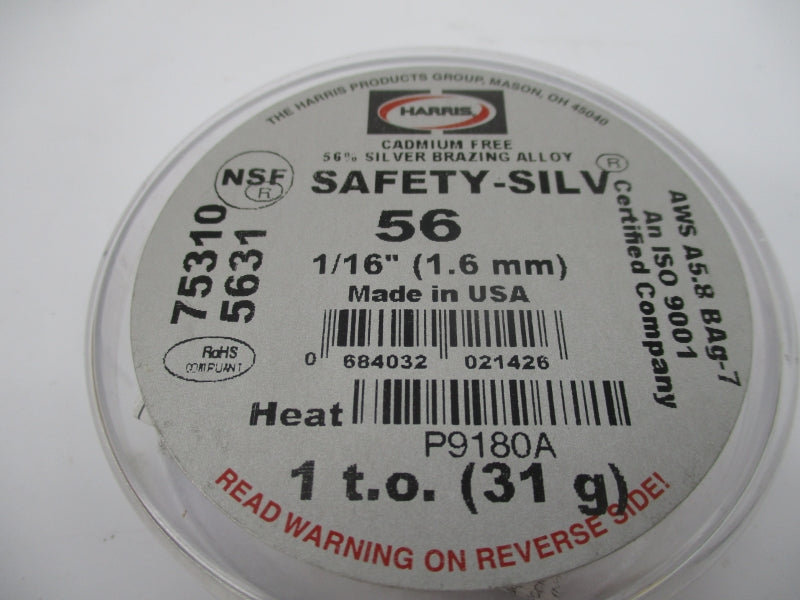 THE HARRIS PRODUCTS GROUP, MASON, OH 45040
HARRIS
CADMIUM FREE
56% SILVER BRAZING ALLOY
NSF®
SAFETY-SILV®
56
1/16" (1.6 mm)
Made in USA
75310
5631
RoHS
COMPLIANT
AWS A5.8 BAg-7
An ISO 9001
Certified Company
0 684032 021426
Heat
P9180A
1 t.o. (31 g)
READ WARNING ON REVERSE SIDE!